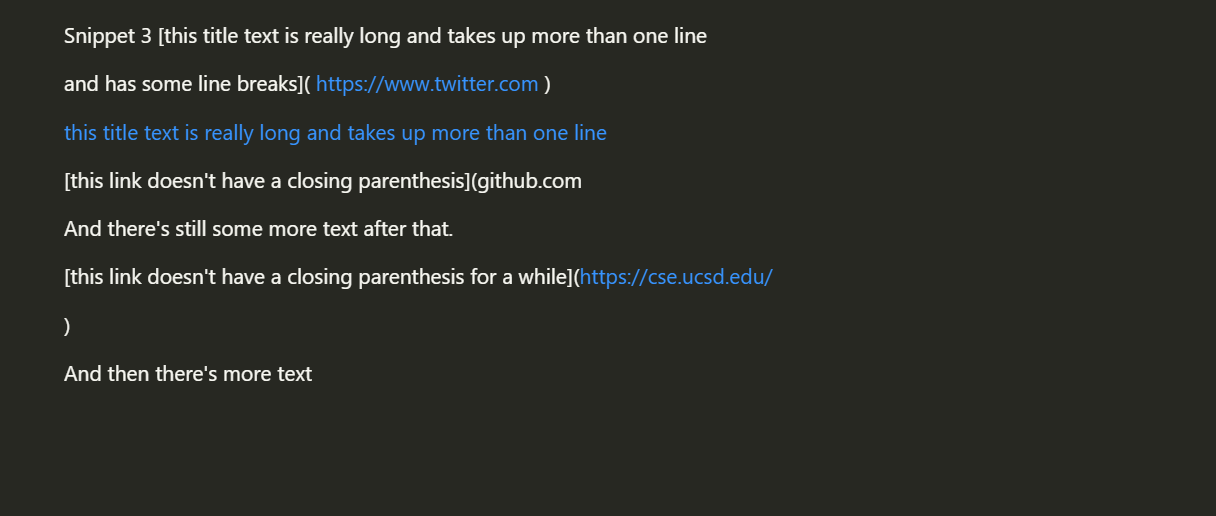 Snippet 3 [this title text is really long and takes up more than one line
and has some line breaks]( https://www.twitter.com )
this title text is really long and takes up more than one line
[this link doesn't have a closing parenthesis](github.com
And there's still some more text after that.
[this link doesn't have a closing parenthesis for a while](https://cse.ucsd.edu/
)
And then there's more text